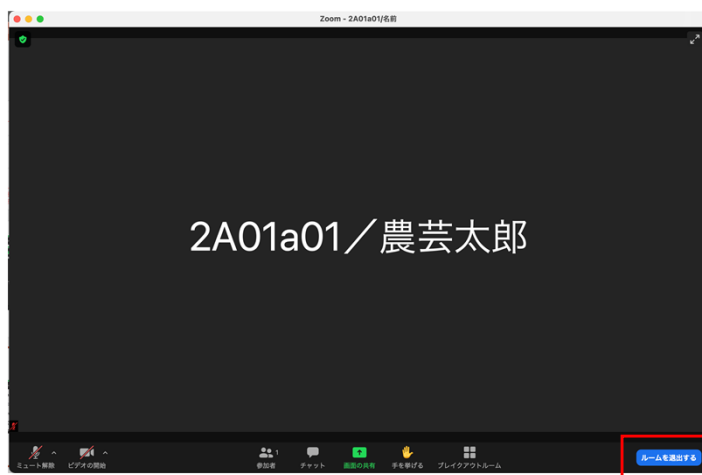 Zoom - 2A01a01/名前
2A01a01／農芸太郎
ミュート解除 ビデオの開始 参加者 1 チャット 画面の共有 手を挙げる ブレイクアウトルーム ルームを退出する